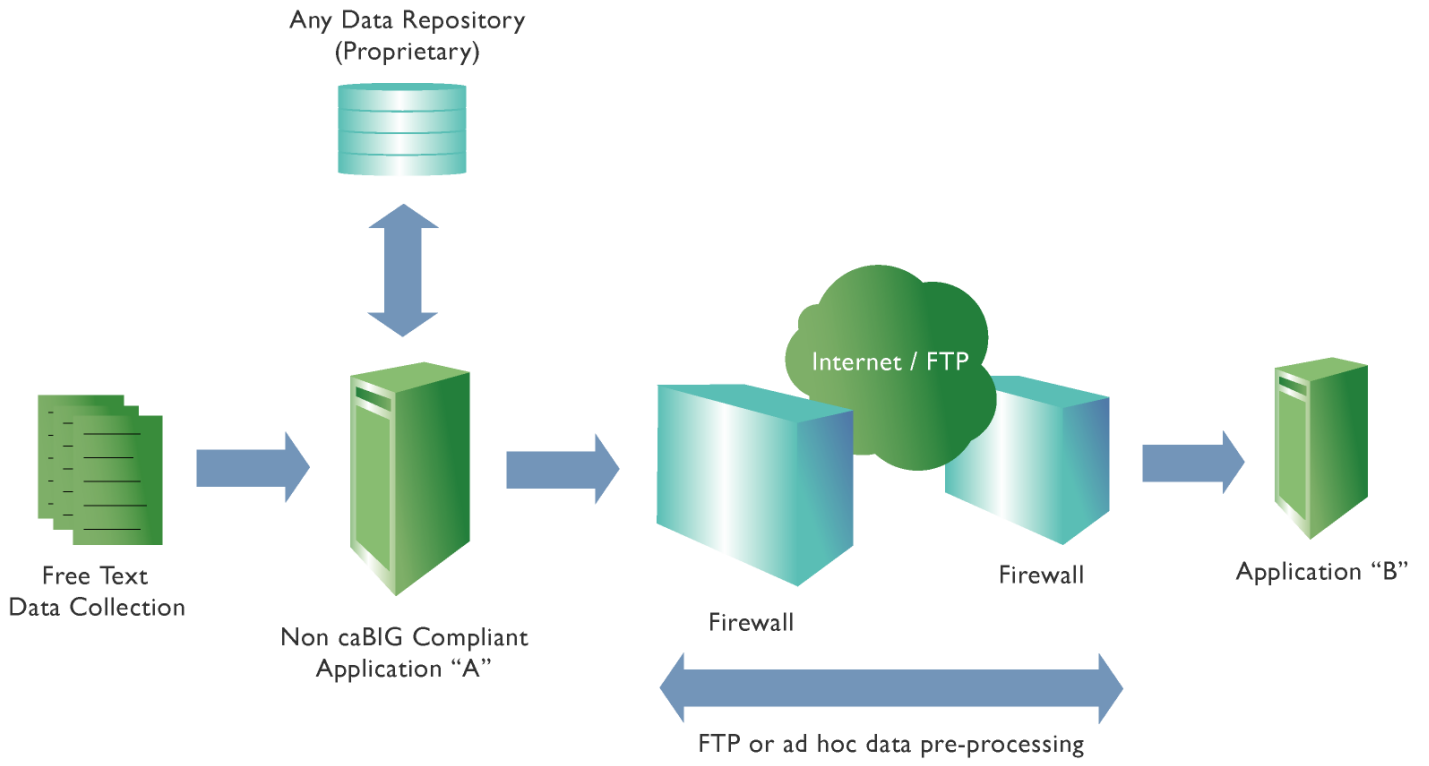 Any Data Repository
(Proprietary)
Internet / FTP
Free Text
Data Collection
Non caBIG Compliant
Application “A”
Firewall
Firewall
Application “B”
FTP or ad hoc data pre-processing